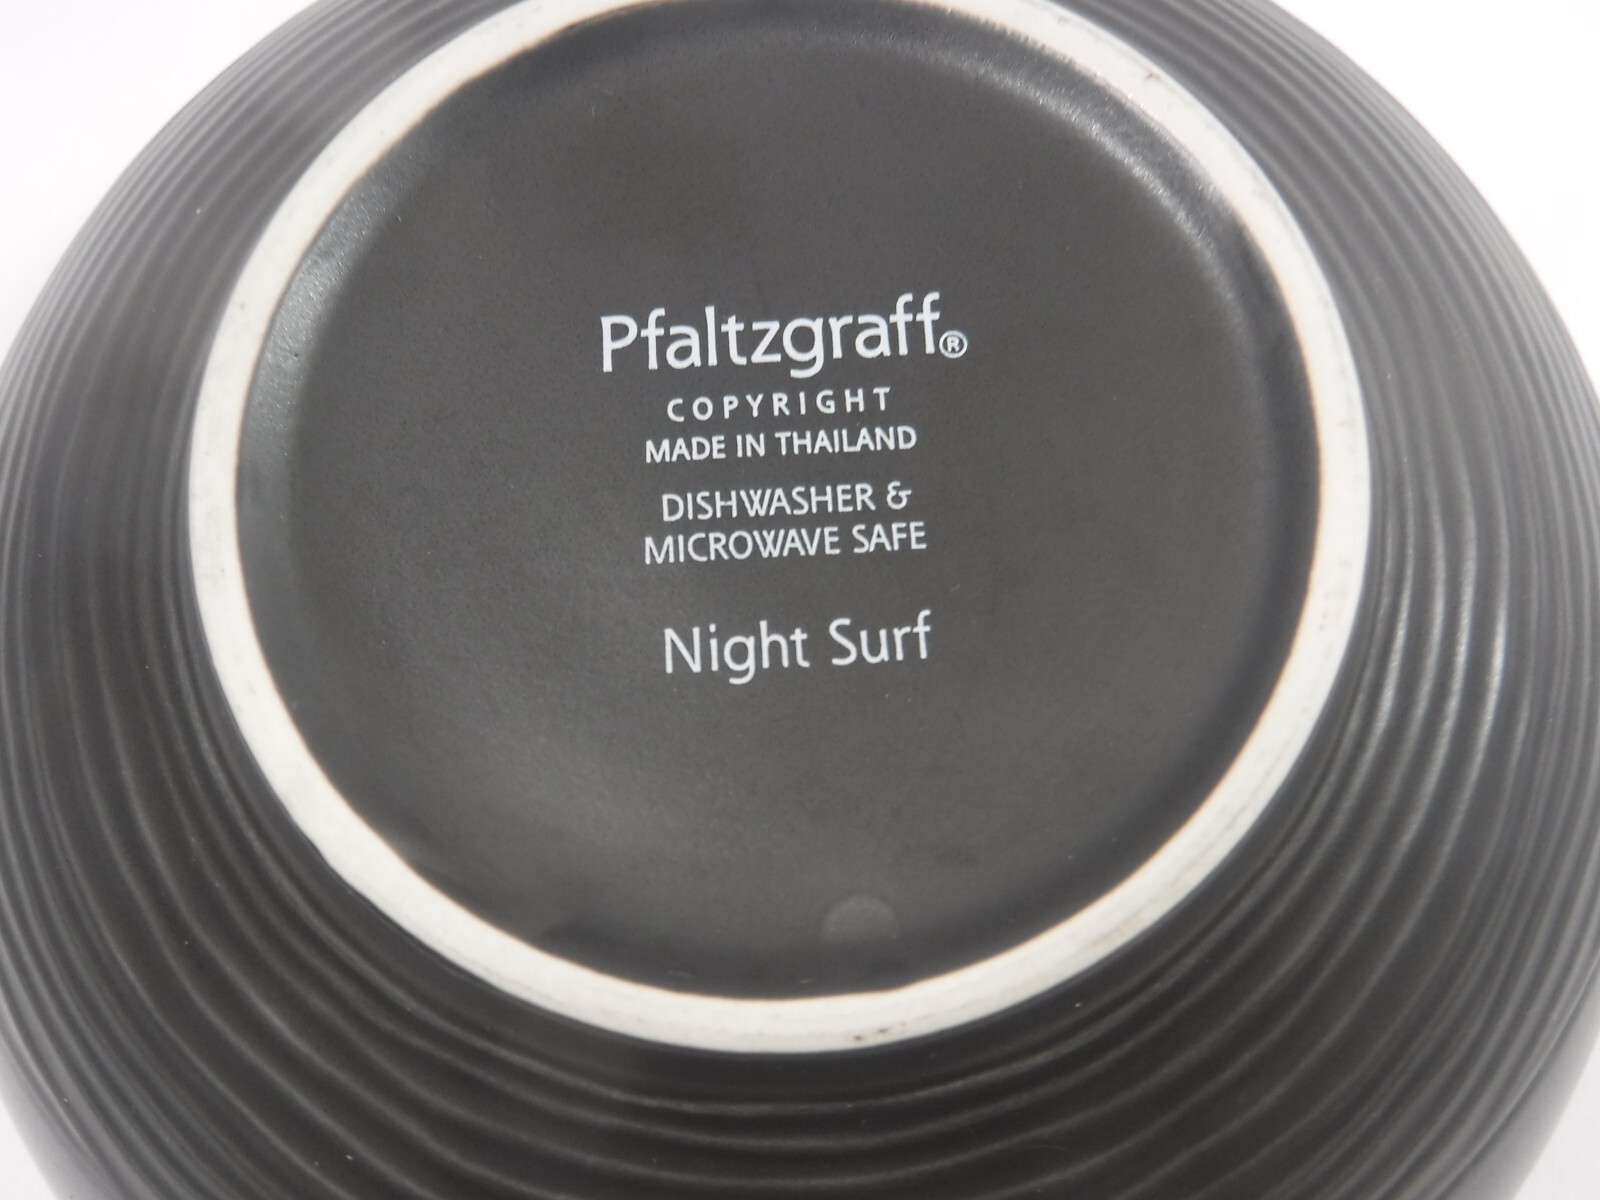 Pfaltzgraff®
COPYRIGHT
MADE IN THAILAND
DISHWASHER &
MICROWAVE SAFE
Night Surf